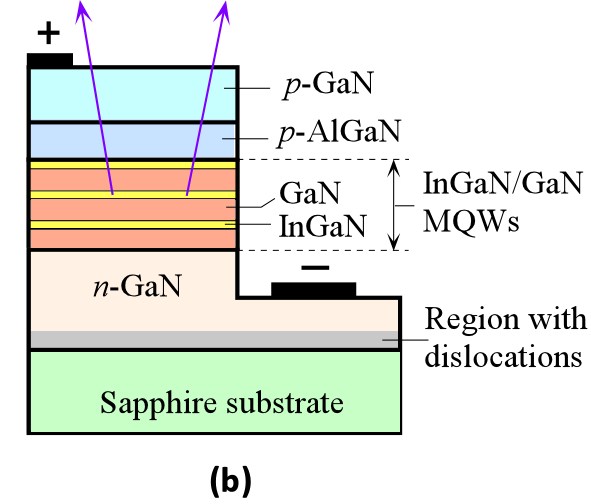 +
p-GaN
p-AlGaN
GaN
InGaN
InGaN/GaN
MQWs
n-GaN
−
Region with
dislocations
Sapphire substrate
(b)